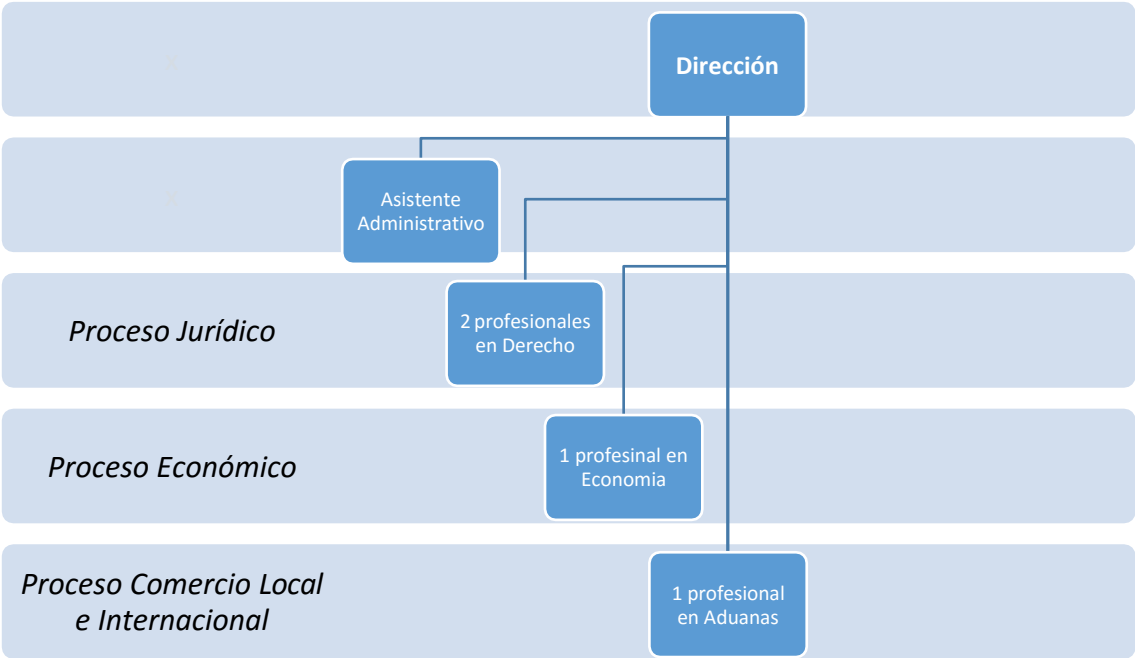 Dirección
Asistente
Administrativo
Proceso Jurídico
2 profesionales
en Derecho
Proceso Económico
1 profesinal en
Economia
Proceso Comercio Local
e Internacional
1 profesional
en Aduanas